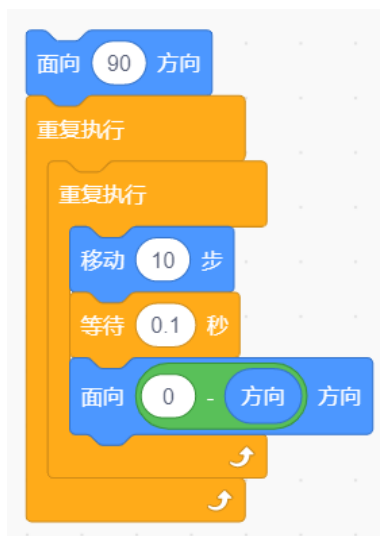 面向 90 方向
重复执行
重复执行
移动 10 步
等待 0.1 秒
面向 0 - 方向 方向